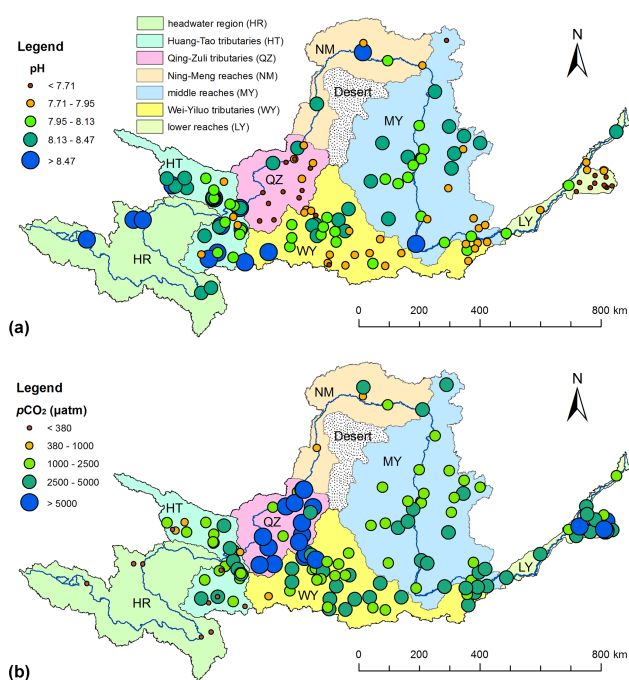 headwater region (HR)
Huang-Tao tributaries (HT)
Qing-Zuli tributaries (QZ)
Ning-Meng reaches (NM)
middle reaches (MY)
Wei-Yiluo tributaries (WY)
lower reaches (LY)
Legend
pH
< 7.71
7.71 - 7.95
7.95 - 8.13
8.13 - 8.47
> 8.47
NM
N
Desert
MY
HT
QZ
LY
HR
WY
(a)
0 200 400 800 km
Legend
pCO₂ (μatm)
< 380
380 - 1000
1000 - 2500
2500 - 5000
> 5000
NM
N
Desert
MY
HT
QZ
LY
HR
WY
(b)
0 200 400 800 km